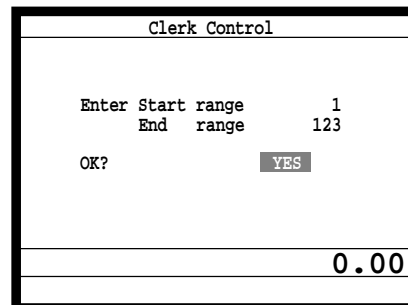 Clerk Control
Enter Start range 1
End range 123
OK? YES
0.00